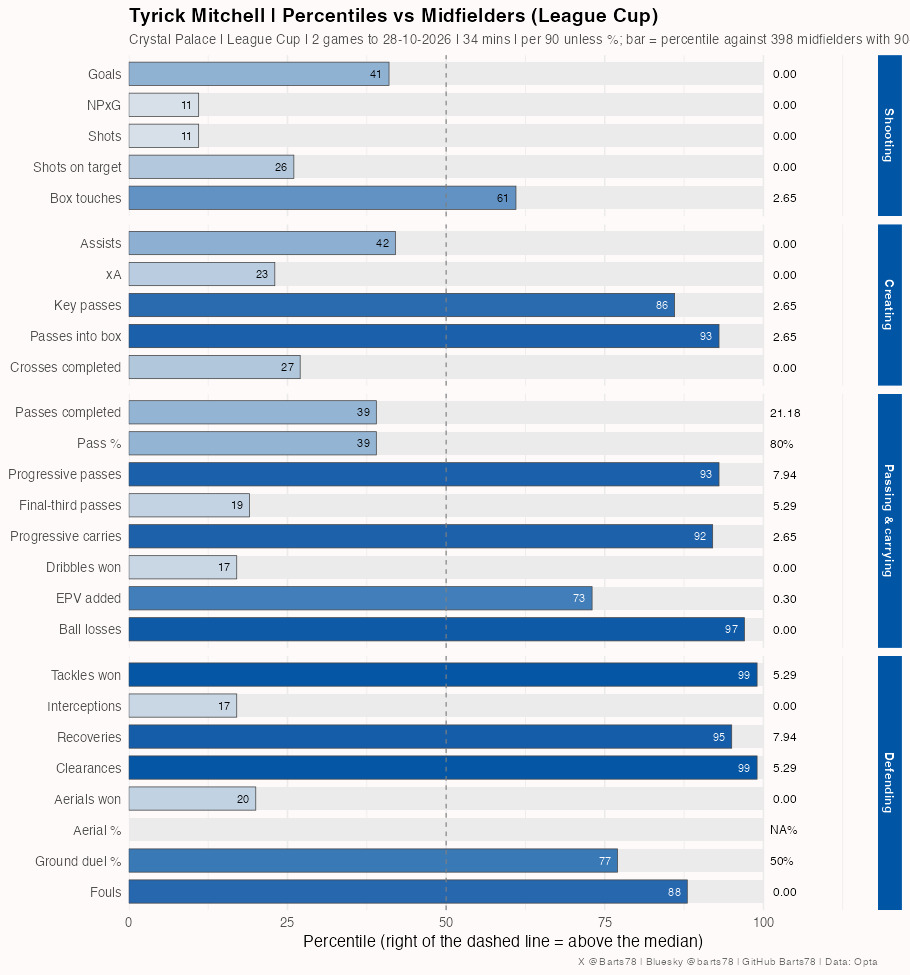 Tyrick Mitchell | Percentiles vs Midfielders (League Cup)
Crystal Palace | League Cup | 2 games to 28-10-2026 | 34 mins | per 90 unless %; bar = percentile against 398 midfielders with 90
Goals 41 0.00
NPxG 11 0.00
Shots 11 0.00
Shots on target 26 0.00
Box touches 61 2.65
Shooting
Assists 42 0.00
xA 23 0.00
Key passes 86 2.65
Passes into box 93 2.65
Crosses completed 27 0.00
Creating
Passes completed 39 21.18
Pass % 39 80%
Progressive passes 93 7.94
Final-third passes 19 5.29
Progressive carries 92 2.65
Dribbles won 17 0.00
EPV added 73 0.30
Ball losses 97 0.00
Passing & carrying
Tackles won 99 5.29
Interceptions 17 0.00
Recoveries 95 7.94
Clearances 99 5.29
Aerials won 20 0.00
Aerial % NA%
Ground duel % 77 50%
Fouls 88 0.00
Defending
0 25 50 75 100
Percentile (right of the dashed line = above the median)
X @Barts78 | Bluesky @barts78 | GitHub Barts78 | Data: Opta